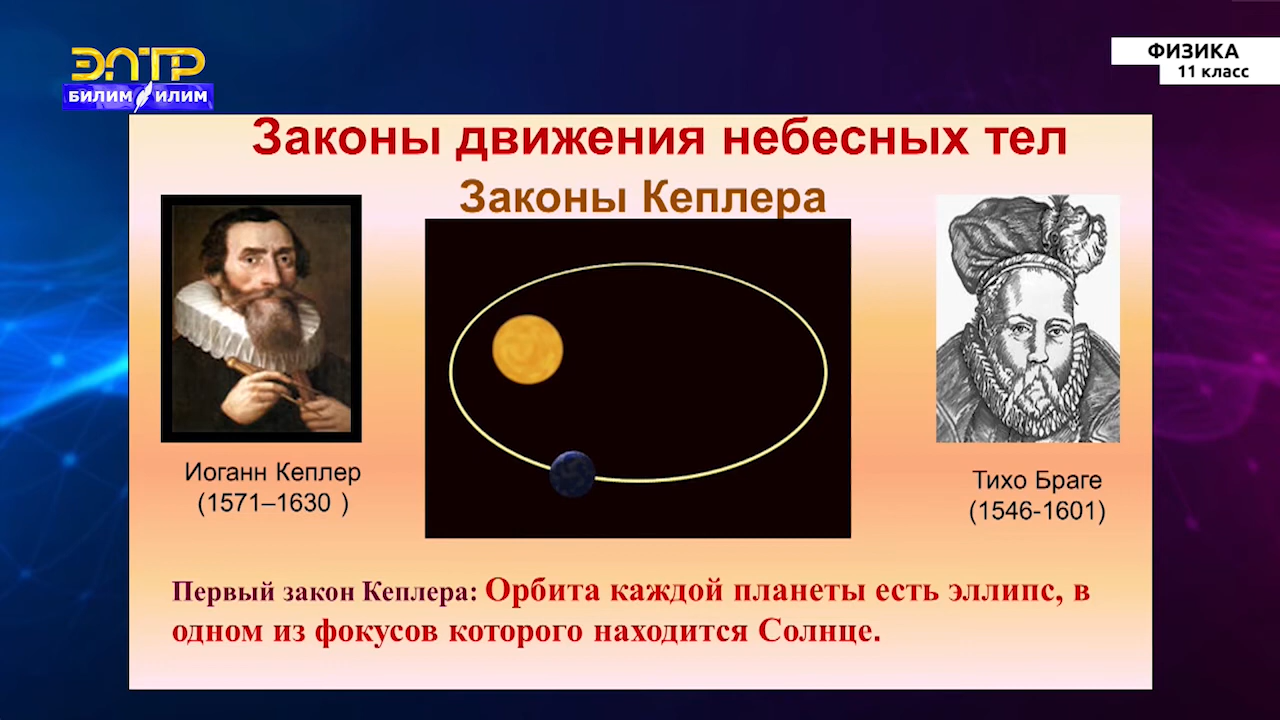 ЭЛТР
БИЛИМ ИЛИМ
ФИЗИКА
11 класс
Законы движения небесных тел
Законы Кеплера
Иоганн Кеплер
(1571–1630 )
Тихо Браге
(1546-1601)
Первый закон Кеплера: Орбита каждой планеты есть эллипс, в
одном из фокусов которого находится Солнце.